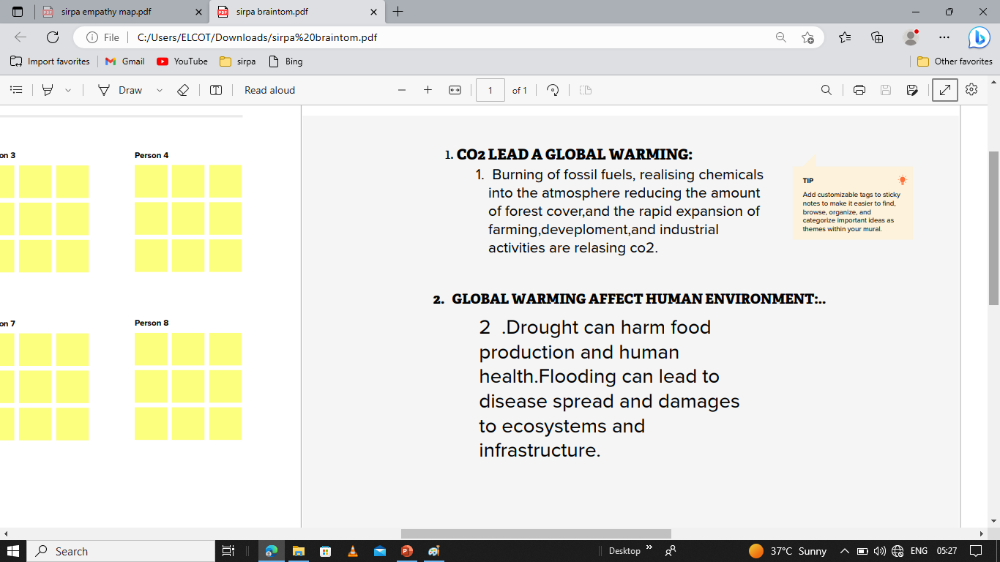 sirpa empathy map.pdf
sirpa braintom.pdf
File
C:/Users/ELCOT/Downloads/sirpa%20braintom.pdf
Import favorites
Gmail
YouTube
sirpa
Bing
Other favorites
Draw
Read aloud
1
of 1
on 3
Person 4
on 7
Person 8
1. CO2 LEAD A GLOBAL WARMING:
1. Burning of fossil fuels, realising chemicals
into the atmosphere reducing the amount
of forest cover,and the rapid expansion of
farming,deveploment,and industrial
activities are relasing co2.
TIP
Add customizable tags to sticky
notes to make it easier to find,
browse, organize, and
categorize important ideas as
themes within your mural.
2. GLOBAL WARMING AFFECT HUMAN ENVIRONMENT:..
2 .Drought can harm food
production and human
health.Flooding can lead to
disease spread and damages
to ecosystems and
infrastructure.
Search
Desktop
37°C Sunny
ENG
05:27